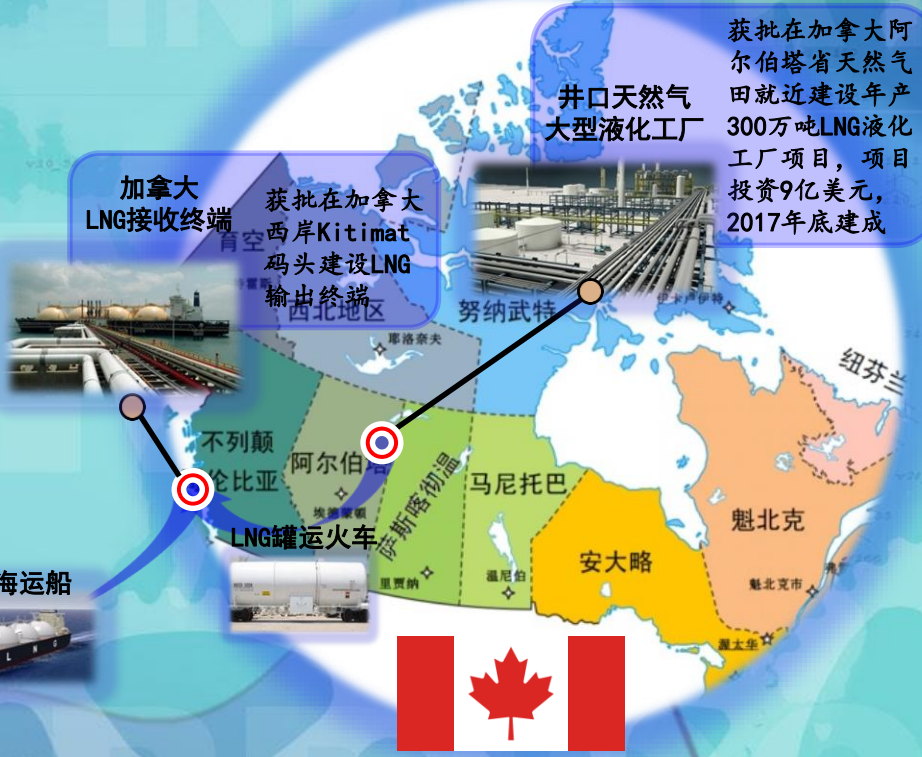 获批在加拿大阿
尔伯塔省天然气
田就近建设年产
300万吨LNG液化
工厂项目，项目
投资9亿美元，
2017年底建成
井口天然气
大型液化工厂
加拿大
LNG接收终端
获批在加拿大
西岸Kitimat
码头建设LNG
输出终端
育空
西北地区
努纳武特
伊卡卢伊特
耶洛奈夫
纽芬兰
不列颠
伦比亚
阿尔伯塔
埃德蒙顿
萨斯喀彻温
马尼托巴
魁北克
LNG罐运火车
里贾纳
温尼伯
安大略
魁北克市
渥太华
海运船
L N G